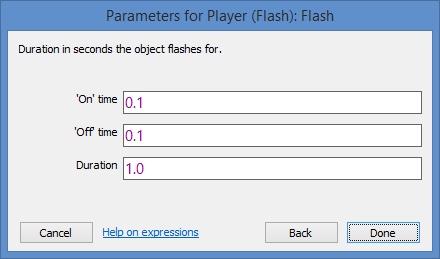 Parameters for Player (Flash): Flash
Duration in seconds the object flashes for.
'On' time 0.1
'Off' time 0.1
Duration 1.0
Cancel Help on expressions Back Done